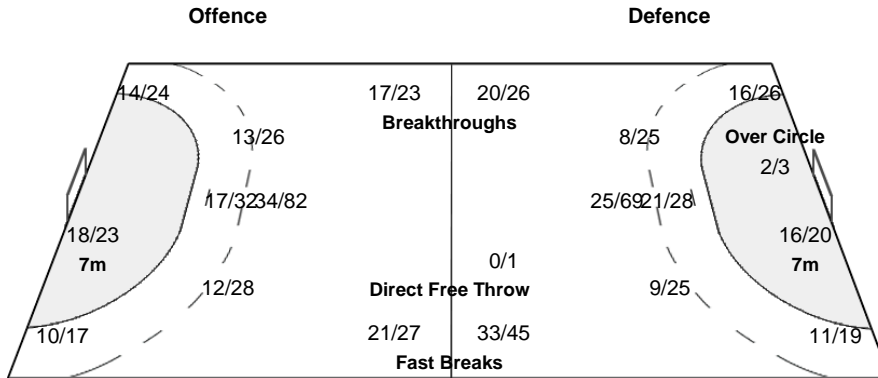 Offence Defence
14/24 17/23 20/26 16/26
Breakthroughs
13/26 8/25 Over Circle
2/3
17/32 34/82 25/69 21/28
18/23 16/20
7m 7m
0/1
12/28 Direct Free Throw 9/25
10/17 21/27 33/45 11/19
Fast Breaks